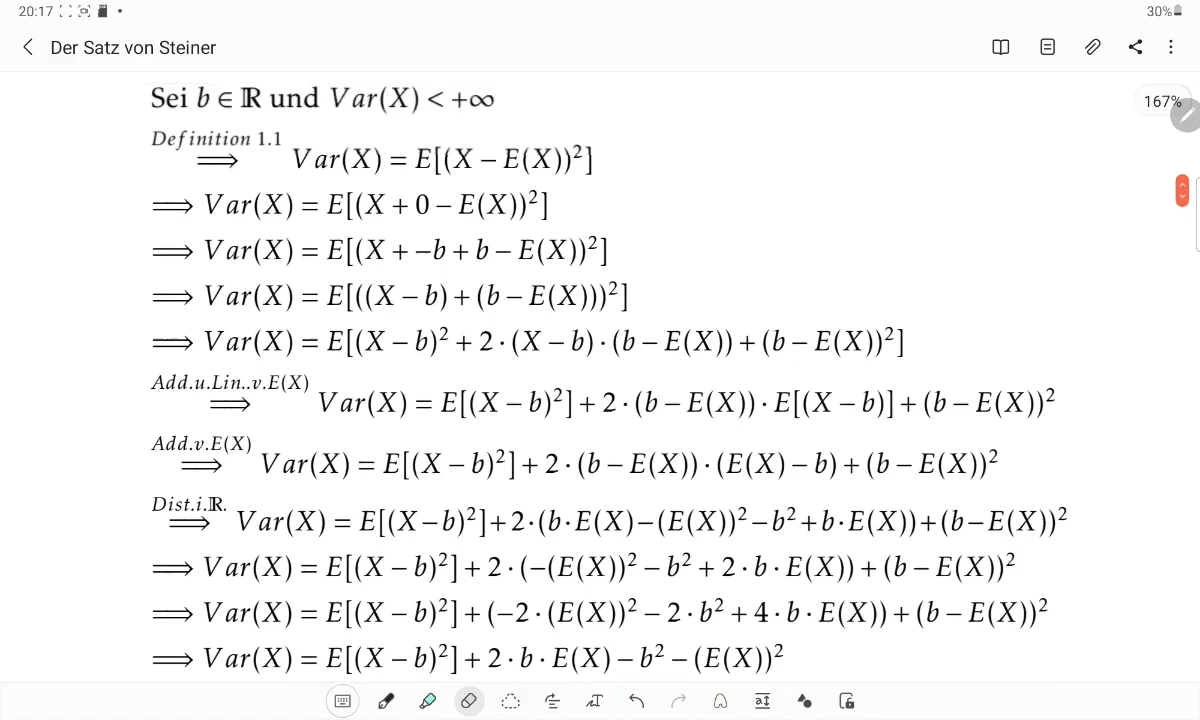 20:17
30%
Der Satz von Steiner
167%
Sei b ∈ ℝ und Var(X) < +∞
Definition 1.1 ⟹ Var(X) = E[(X − E(X))²]
⟹ Var(X) = E[(X + 0 − E(X))²]
⟹ Var(X) = E[(X + −b + b − E(X))²]
⟹ Var(X) = E[((X − b) + (b − E(X)))²]
⟹ Var(X) = E[(X − b)² + 2 · (X − b) · (b − E(X)) + (b − E(X))²]
Add.u.Lin..v.E(X) ⟹ Var(X) = E[(X − b)²] + 2 · (b − E(X)) · E[(X − b)] + (b − E(X))²
Add.v.E(X) ⟹ Var(X) = E[(X − b)²] + 2 · (b − E(X)) · (E(X) − b) + (b − E(X))²
Dist.i.ℝ. ⟹ Var(X) = E[(X−b)²]+2·(b·E(X)−(E(X))²−b²+b·E(X))+(b−E(X))²
⟹ Var(X) = E[(X − b)²] + 2 · (−(E(X))² − b² + 2 · b · E(X)) + (b − E(X))²
⟹ Var(X) = E[(X − b)²] + (−2 · (E(X))² − 2 · b² + 4 · b · E(X)) + (b − E(X))²
⟹ Var(X) = E[(X − b)²] + 2 · b · E(X) − b² − (E(X))²